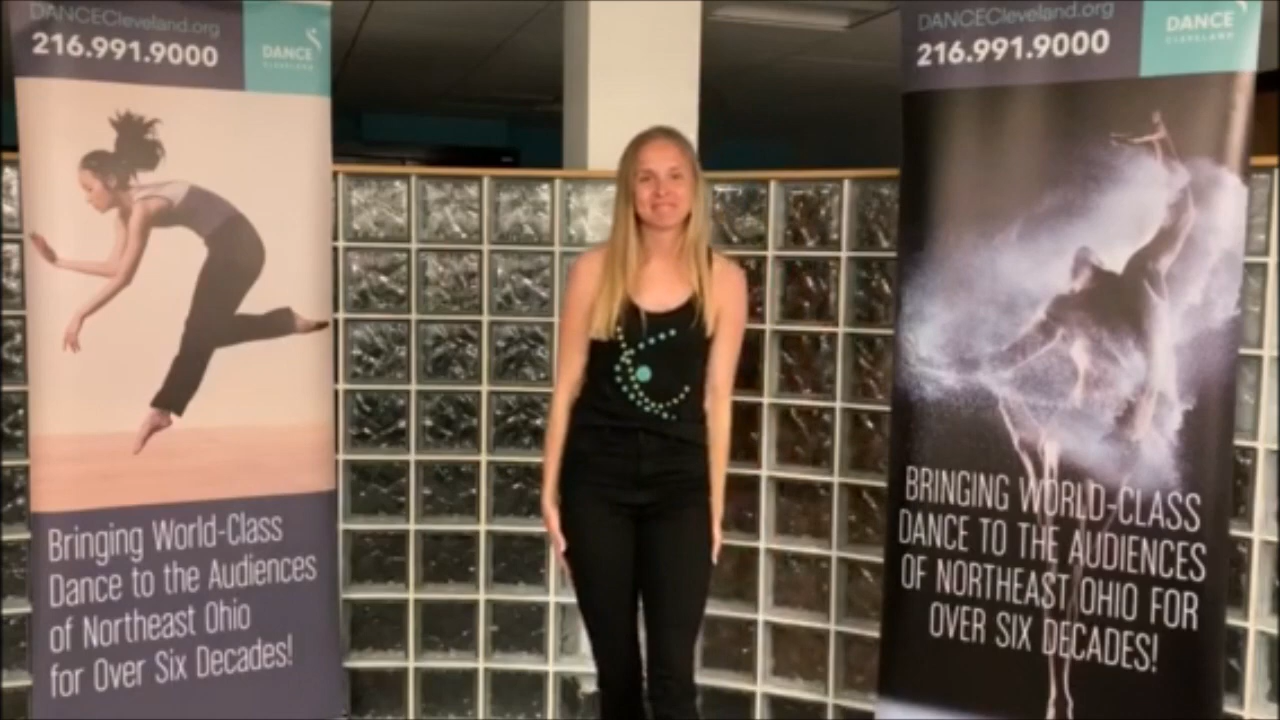 DANCECleveland.org
216.991.9000
DANCE
CLEVELAND
Bringing World-Class
Dance to the Audiences
of Northeast Ohio
for Over Six Decades!
DANCECleveland.org
216.991.9000
DANCE
CLEVELAND
BRINGING WORLD-CLASS
DANCE TO THE AUDIENCES
OF NORTHEAST OHIO FOR
OVER SIX DECADES!